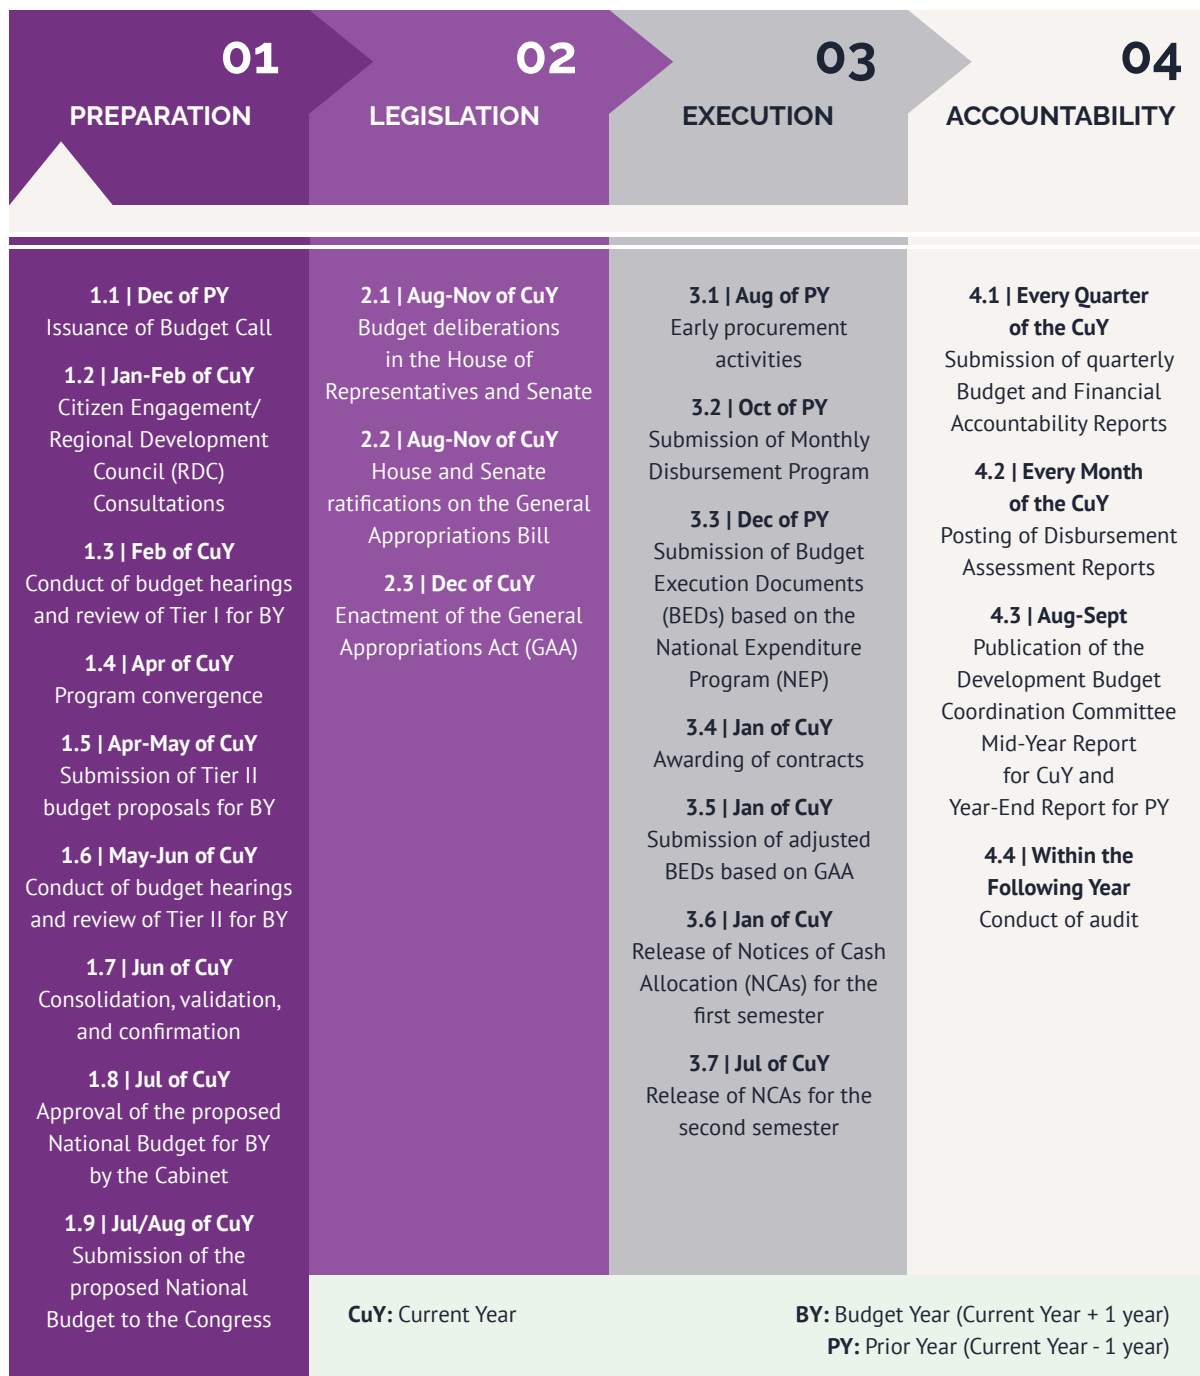 01
PREPARATION
02
LEGISLATION
03
EXECUTION
04
ACCOUNTABILITY
1.1 | Dec of PY
Issuance of Budget Call
1.2 | Jan-Feb of CuY
Citizen Engagement/
Regional Development
Council (RDC)
Consultations
1.3 | Feb of CuY
Conduct of budget hearings
and review of Tier I for BY
1.4 | Apr of CuY
Program convergence
1.5 | Apr-May of CuY
Submission of Tier II
budget proposals for BY
1.6 | May-Jun of CuY
Conduct of budget hearings
and review of Tier II for BY
1.7 | Jun of CuY
Consolidation, validation,
and confirmation
1.8 | Jul of CuY
Approval of the proposed
National Budget for BY
by the Cabinet
1.9 | Jul/Aug of CuY
Submission of the
proposed National
Budget to the Congress
2.1 | Aug-Nov of CuY
Budget deliberations
in the House of
Representatives and Senate
2.2 | Aug-Nov of CuY
House and Senate
ratifications on the General
Appropriations Bill
2.3 | Dec of CuY
Enactment of the General
Appropriations Act (GAA)
3.1 | Aug of PY
Early procurement
activities
3.2 | Oct of PY
Submission of Monthly
Disbursement Program
3.3 | Dec of PY
Submission of Budget
Execution Documents
(BEDs) based on the
National Expenditure
Program (NEP)
3.4 | Jan of CuY
Awarding of contracts
3.5 | Jan of CuY
Submission of adjusted
BEDs based on GAA
3.6 | Jan of CuY
Release of Notices of Cash
Allocation (NCAs) for the
first semester
3.7 | Jul of CuY
Release of NCAs for the
second semester
4.1 | Every Quarter
of the CuY
Submission of quarterly
Budget and Financial
Accountability Reports
4.2 | Every Month
of the CuY
Posting of Disbursement
Assessment Reports
4.3 | Aug-Sept
Publication of the
Development Budget
Coordination Committee
Mid-Year Report
for CuY and
Year-End Report for PY
4.4 | Within the
Following Year
Conduct of audit
CuY: Current Year
BY: Budget Year (Current Year + 1 year)
PY: Prior Year (Current Year - 1 year)